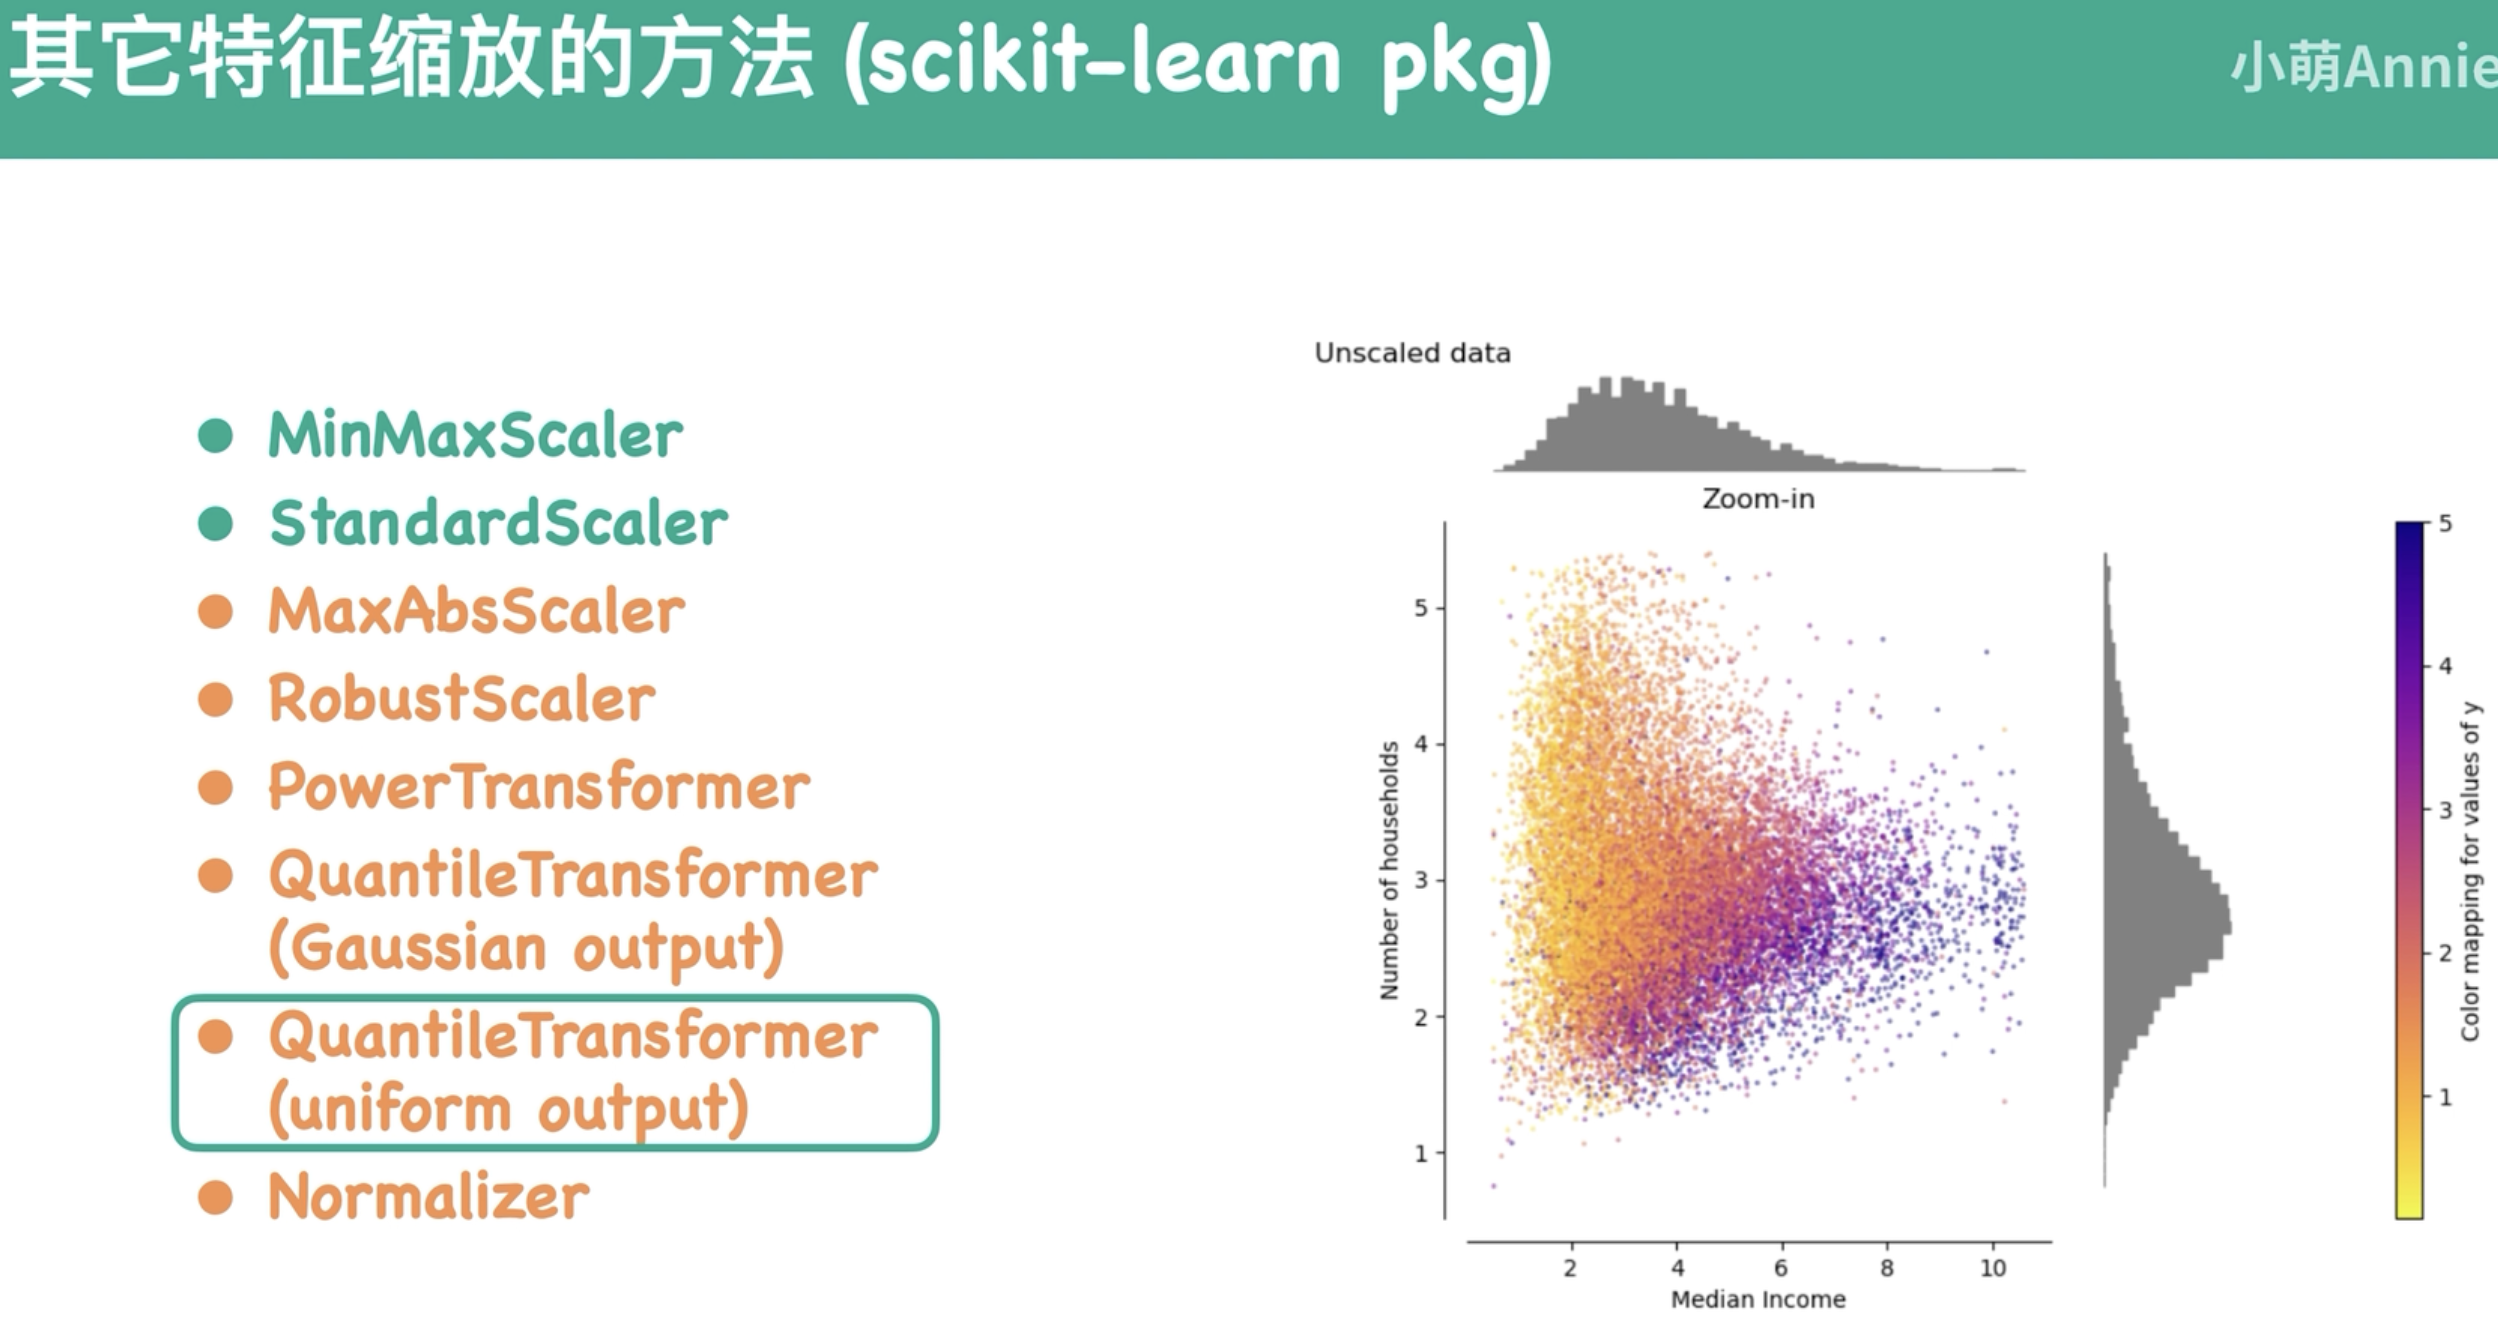 其它特征缩放的方法 (scikit-learn pkg)
小萌Annie
MinMaxScaler
StandardScaler
MaxAbsScaler
RobustScaler
PowerTransformer
QuantileTransformer
(Gaussian output)
QuantileTransformer
(uniform output)
Normalizer
Unscaled data
Zoom-in
5
4
3
2
1
Number of households
2 4 6 8 10
Median Income
5
4
3
2
1
Color mapping for values of y